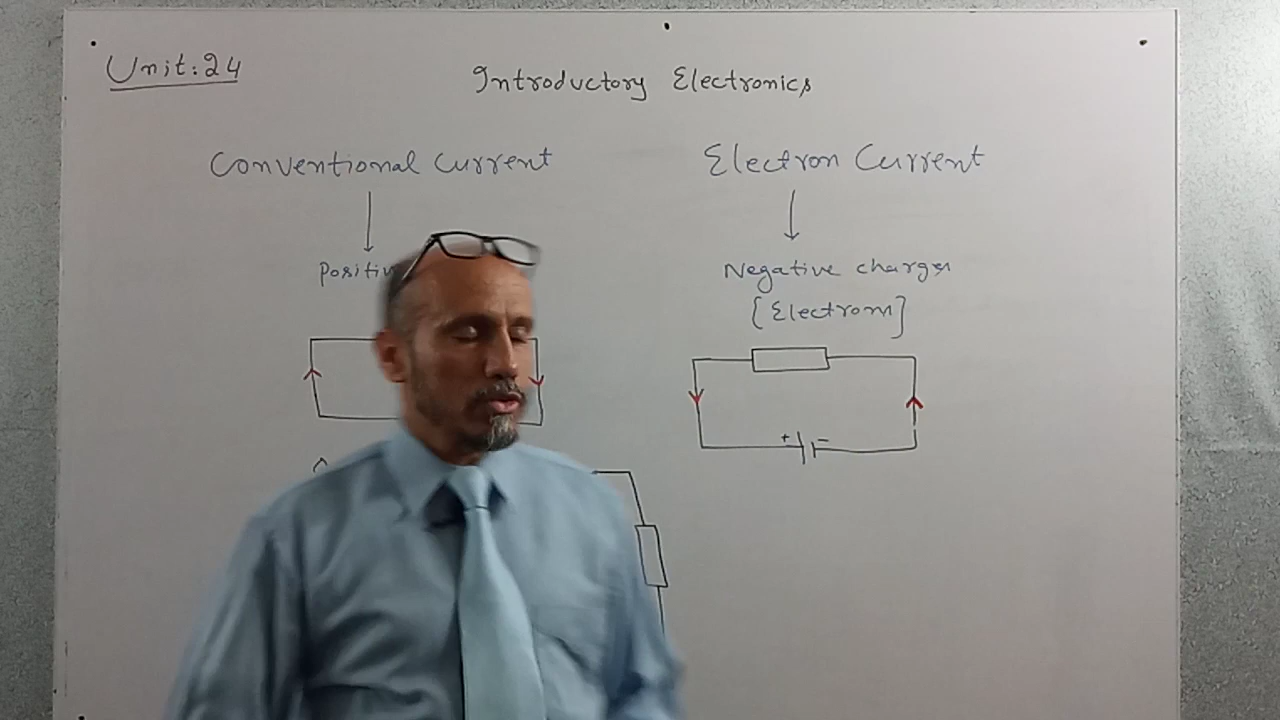 Unit:24
Introductory Electronics
Conventional Current
Electron Current
Negative charges
[Electrons]
+ -